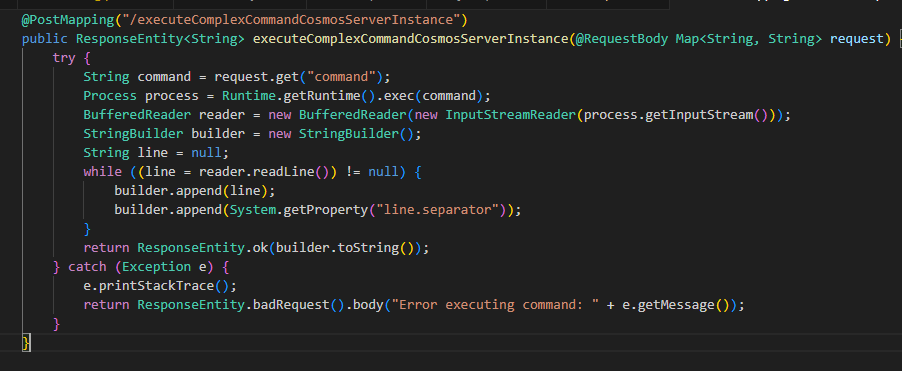 @PostMapping("/executeComplexCommandCosmosServerInstance")
public ResponseEntity<String> executeComplexCommandCosmosServerInstance(@RequestBody Map<String, String> request) {
    try {
        String command = request.get("command");
        Process process = Runtime.getRuntime().exec(command);
        BufferedReader reader = new BufferedReader(new InputStreamReader(process.getInputStream()));
        StringBuilder builder = new StringBuilder();
        String line = null;
        while ((line = reader.readLine()) != null) {
            builder.append(line);
            builder.append(System.getProperty("line.separator"));
        }
        return ResponseEntity.ok(builder.toString());
    } catch (Exception e) {
        e.printStackTrace();
        return ResponseEntity.badRequest().body("Error executing command: " + e.getMessage());
    }
}